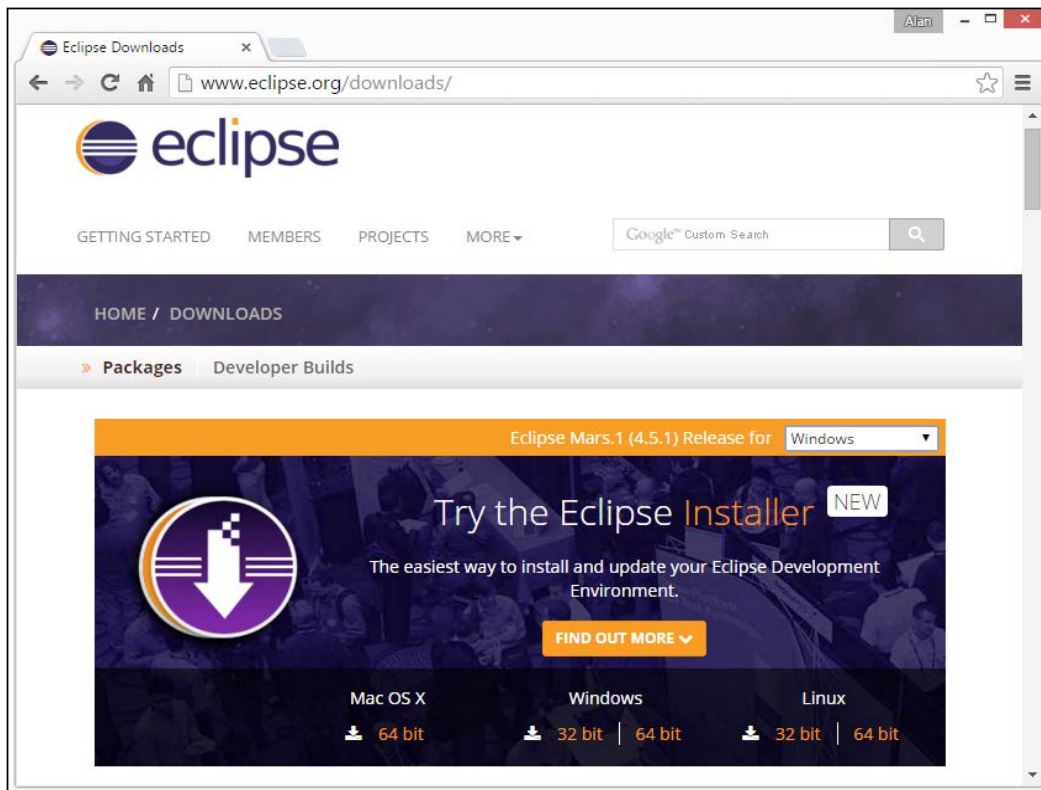 Alan
Eclipse Downloads
www.eclipse.org/downloads/
eclipse
GETTING STARTED MEMBERS PROJECTS MORE
Google™ Custom Search
HOME / DOWNLOADS
» Packages Developer Builds
Eclipse Mars.1 (4.5.1) Release for Windows
Try the Eclipse Installer NEW
The easiest way to install and update your Eclipse Development
Environment.
FIND OUT MORE
Mac OS X Windows Linux
64 bit 32 bit | 64 bit 32 bit | 64 bit